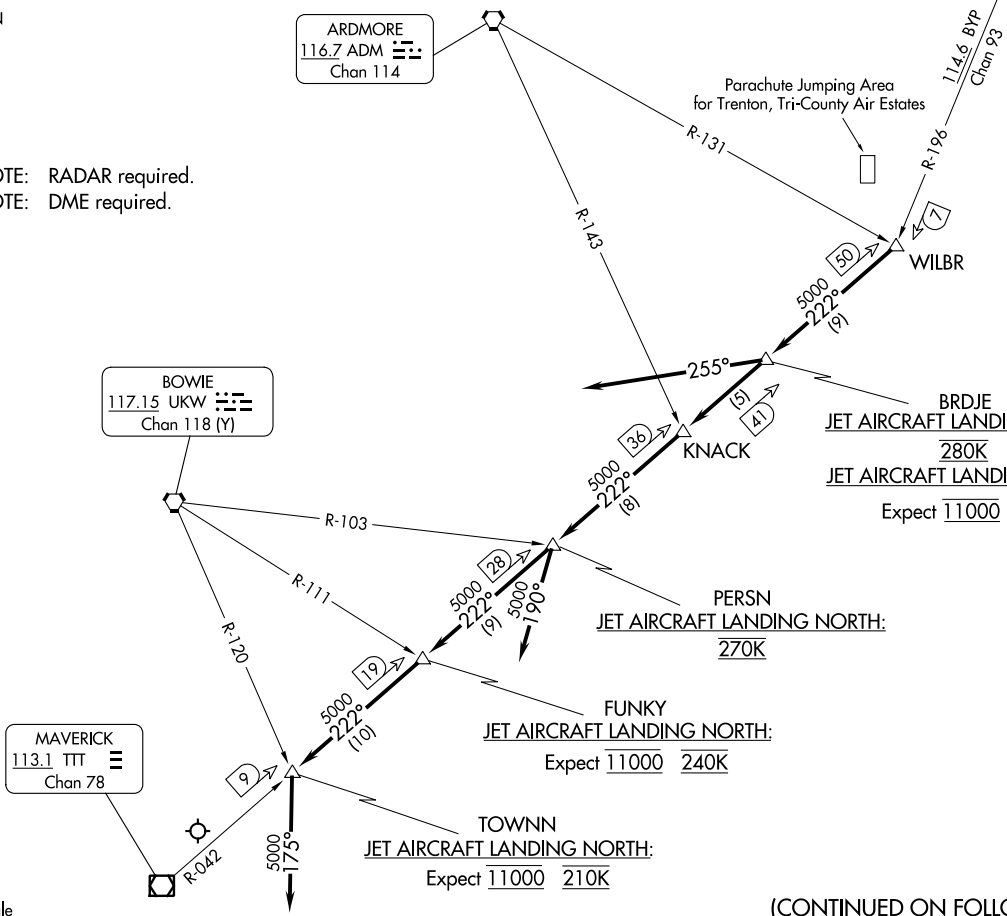 ARDMORE
116.7 ADM
Chan 114
114.6 BYP
Chan 93
Parachute Jumping Area
for Trenton, Tri-County Air Estates
R-131
R-196
OTE: RADAR required.
OTE: DME required.
R-143
7
50
WILBR
5000
222°
(9)
255°
BOWIE
117.15 UKW
Chan 118 (Y)
(5)
41
BRDJE
JET AIRCRAFT LANDI
280K
JET AIRCRAFT LANDI
Expect 11000
36
KNACK
5000
222°
(8)
R-103
28
PERSN
JET AIRCRAFT LANDING NORTH:
270K
R-111
5000
222°
(9)
5000
190°
R-120
19
FUNKY
JET AIRCRAFT LANDING NORTH:
Expect 11000 240K
5000
222°
(10)
MAVERICK
113.1 TTT
Chan 78
9
TOWNN
JET AIRCRAFT LANDING NORTH:
Expect 11000 210K
R-042
5000
175°
(CONTINUED ON FOLLO